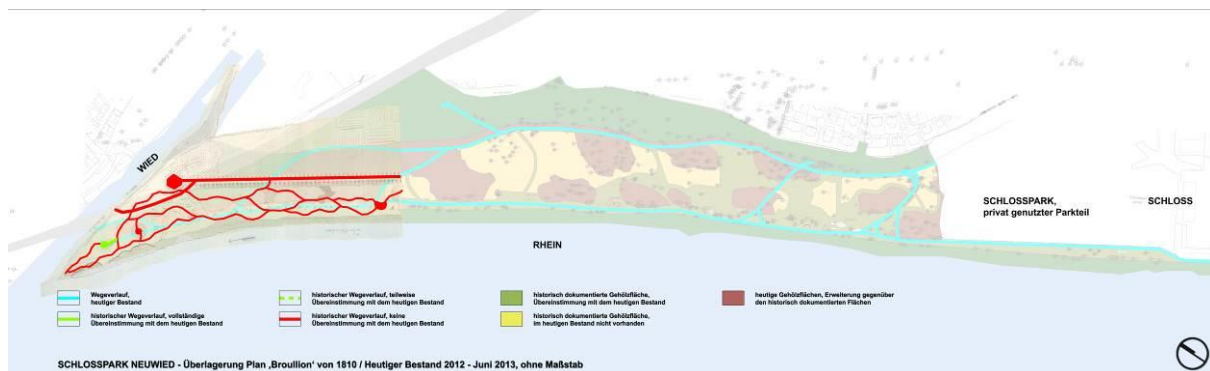 WIED
RHEIN
SCHLOSSPARK,
privat genutzter Parkteil
SCHLOSS
Wegeverlauf,
heutiger Bestand
historischer Wegeverlauf, vollständige
Übereinstimmung mit dem heutigen Bestand
historischer Wegeverlauf, teilweise
Übereinstimmung mit dem heutigen Bestand
historischer Wegeverlauf, keine
Übereinstimmung mit dem heutigen Bestand
historisch dokumentierte Gehölzfläche,
Übereinstimmung mit dem heutigen Bestand
historisch dokumentierte Gehölzfläche,
im heutigen Bestand nicht vorhanden
heutige Gehölzflächen, Erweiterung gegenüber
den historisch dokumentierten Flächen
SCHLOSSPARK NEUWIED - Überlagerung Plan ‚Broullion' von 1810 / Heutiger Bestand 2012 - Juni 2013, ohne Maßstab